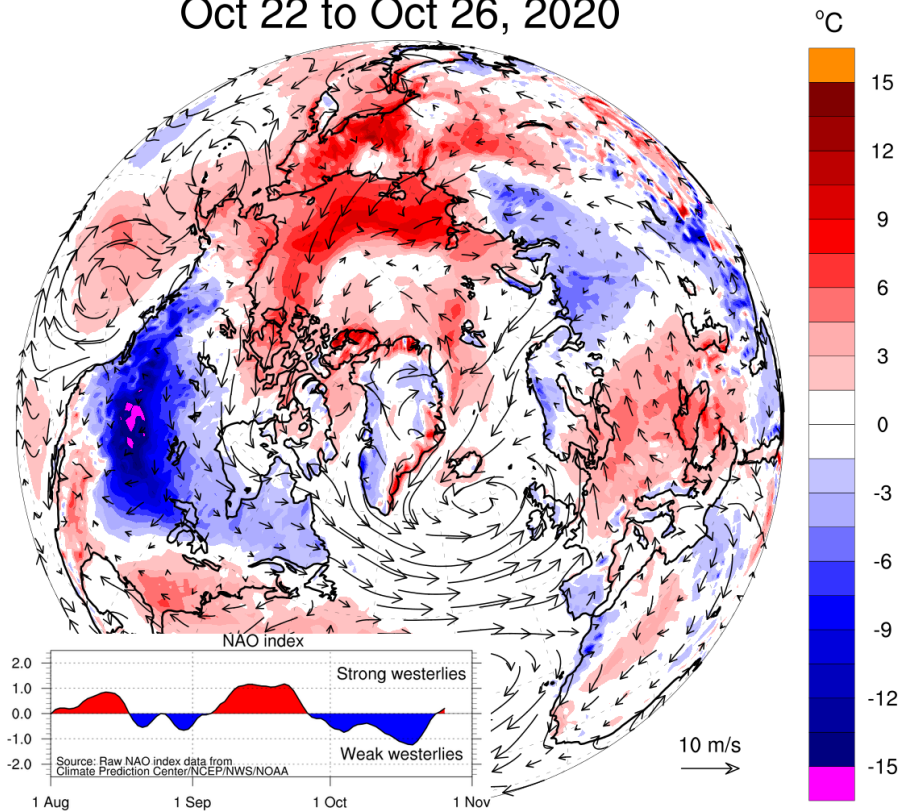 Oct 22 to Oct 26, 2020
°C
15
12
9
6
3
0
-3
-6
-9
-12
-15
10 m/s
NAO index
2.0
1.0
0.0
-1.0
-2.0
Strong westerlies
Weak westerlies
Source: Raw NAO index data from
Climate Prediction Center/NCEP/NWS/NOAA
1 Aug
1 Sep
1 Oct
1 Nov